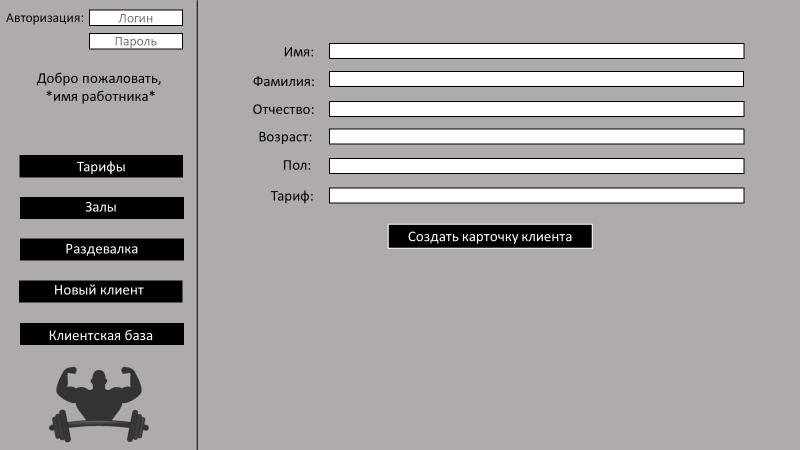 Авторизация: Логин
Пароль
Добро пожаловать,
*имя работника*
Тарифы
Залы
Раздевалка
Новый клиент
Клиентская база
Имя:
Фамилия:
Отчество:
Возраст:
Пол:
Тариф:
Создать карточку клиента